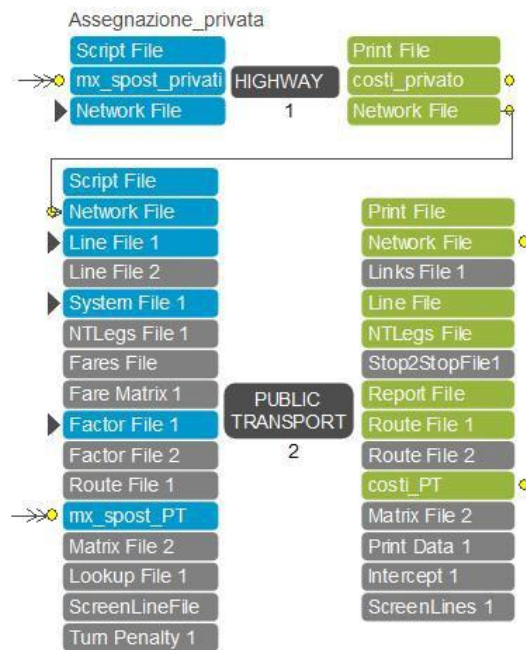 Assegnazione_privata
Script File
mx_spost_privati
Network File
HIGHWAY
1
Print File
costi_privato
Network File
Script File
Network File
Line File 1
Line File 2
System File 1
NTLegs File 1
Fares File
Fare Matrix 1
Factor File 1
Factor File 2
Route File 1
mx_spost_PT
Matrix File 2
Lookup File 1
ScreenLineFile
Turn Penalty 1
PUBLIC
TRANSPORT
2
Print File
Network File
Links File 1
Line File
NTLegs File
Stop2StopFile1
Report File
Route File 1
Route File 2
costi_PT
Matrix File 2
Print Data 1
Intercept 1
ScreenLines 1